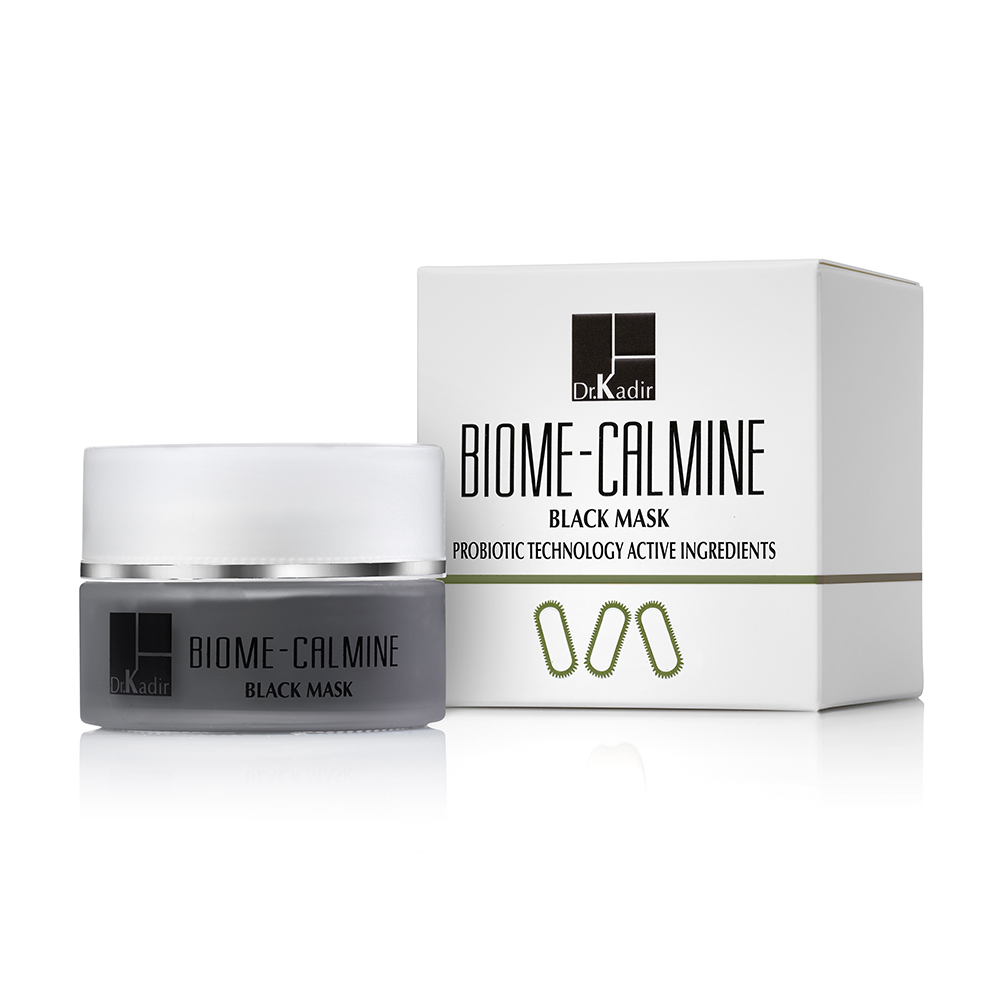 Dr.Kadir
BIOME-CALMINE
BLACK MASK
PROBIOTIC TECHNOLOGY ACTIVE INGREDIENTS
Dr.Kadir
BIOME-CALMINE
BLACK MASK